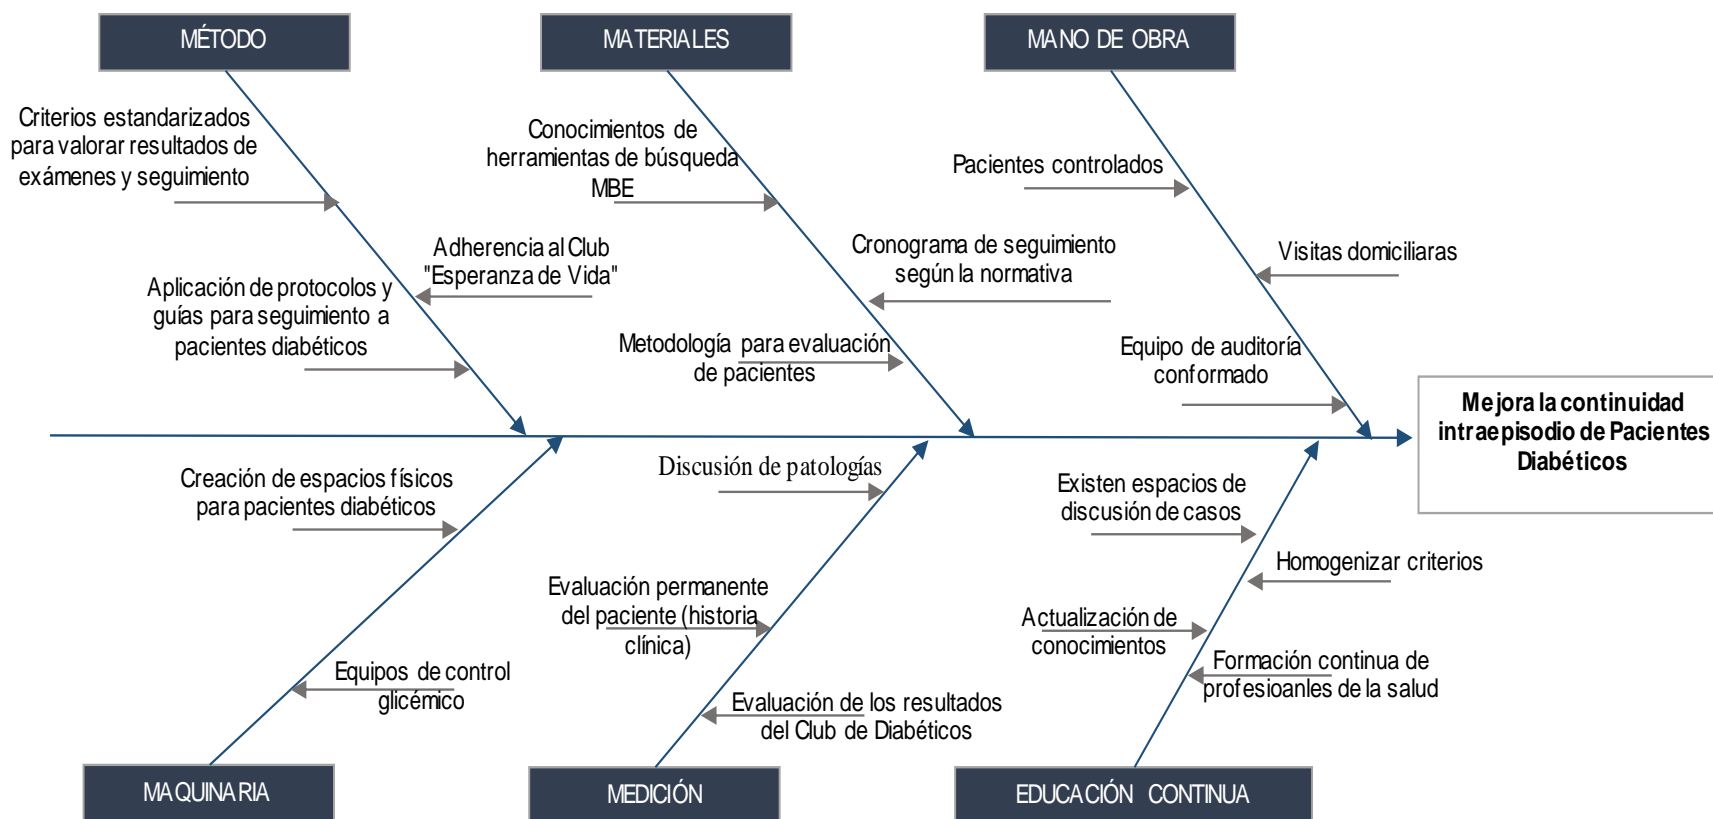 MÉTODO
MATERIALES
MANO DE OBRA
Criterios estandarizados
para valorar resultados de
exámenes y seguimiento
Adherencia al Club
"Esperanza de Vida"
Aplicación de protocolos y
guías para seguimiento a
pacientes diabéticos
Conocimientos de
herramientas de búsqueda
MBE
Cronograma de seguimiento
según la normativa
Metodología para evaluación
de pacientes
Pacientes controlados
Visitas domiciliaras
Equipo de auditoría
conformado
Mejora la continuidad
intraepisodio de Pacientes
Diabéticos
Creación de espacios físicos
para pacientes diabéticos
Equipos de control
glicémico
Discusión de patologías
Evaluación permanente
del paciente (historia
clínica)
Evaluación de los resultados
del Club de Diabéticos
Existen espacios de
discusión de casos
Homogenizar criterios
Actualización de
conocimientos
Formación continua de
profesioanles de la salud
MAQUINARIA
MEDICIÓN
EDUCACIÓN CONTINUA